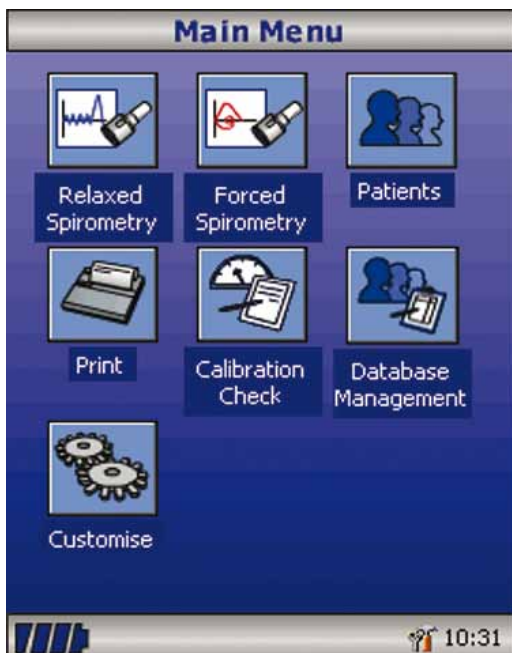 Main Menu
Relaxed
Spirometry
Forced
Spirometry
Patients
Print
Calibration
Check
Database
Management
Customise
10:31